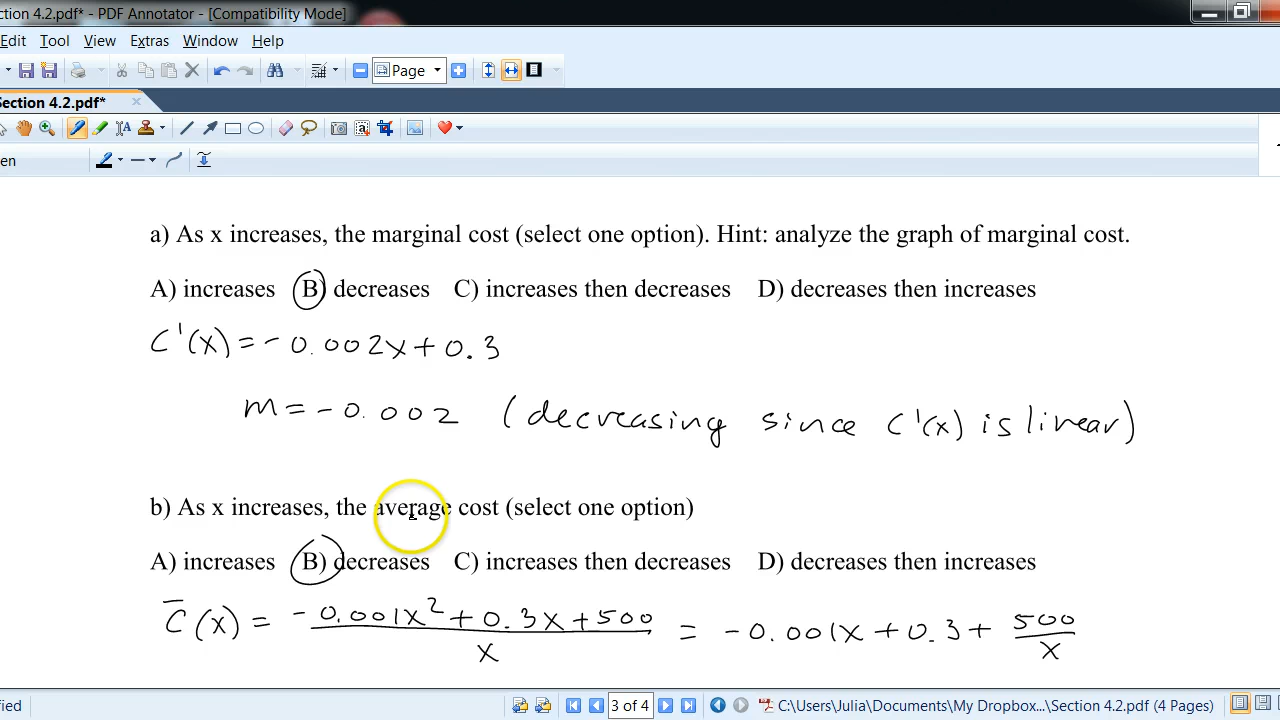 ction 4.2.pdf* - PDF Annotator - [Compatibility Mode]
Edit Tool View Extras Window Help
Page
Section 4.2.pdf*
en
a) As x increases, the marginal cost (select one option). Hint: analyze the graph of marginal cost.
A) increases B) decreases C) increases then decreases D) decreases then increases
C'(x) = -0.002x + 0.3
m = -0.002 (decreasing since C'(x) is linear)
b) As x increases, the average cost (select one option)
A) increases B) decreases C) increases then decreases D) decreases then increases
C̅(x) = (-0.001x² + 0.3x + 500)/x = -0.001x + 0.3 + 500/x
fied 3 of 4 C:\Users\Julia\Documents\My Dropbox...\Section 4.2.pdf (4 Pages)